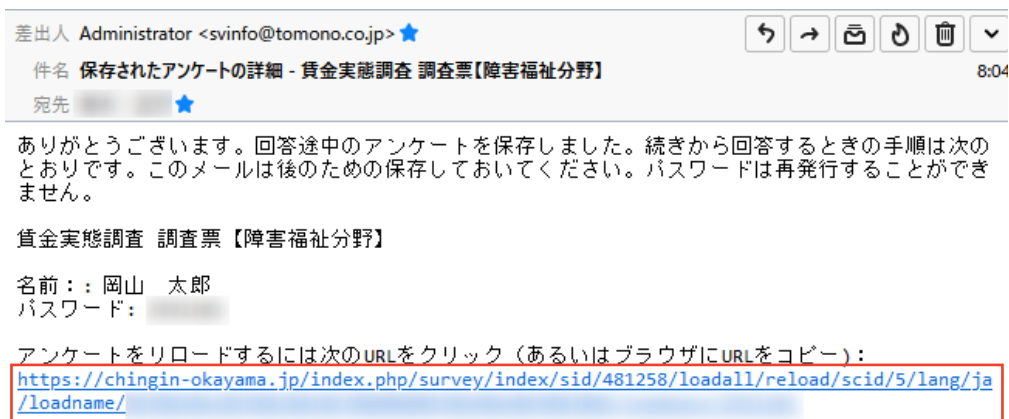 差出人 Administrator <svinfo@tomono.co.jp>
件名 保存されたアンケートの詳細 - 賃金実態調査 調査票【障害福祉分野】 8:04
宛先
ありがとうございます。回答途中のアンケートを保存しました。続きから回答するときの手順は次の
とおりです。このメールは後のための保存しておいてください。パスワードは再発行することができ
ません。
賃金実態調査 調査票【障害福祉分野】
名前：: 岡山　太郎
パスワード:
アンケートをリロードするには次のURLをクリック（あるいはブラウザにURLをコピー）:
https://chingin-okayama.jp/index.php/survey/index/sid/481258/loadall/reload/scid/5/lang/ja
/loadname/